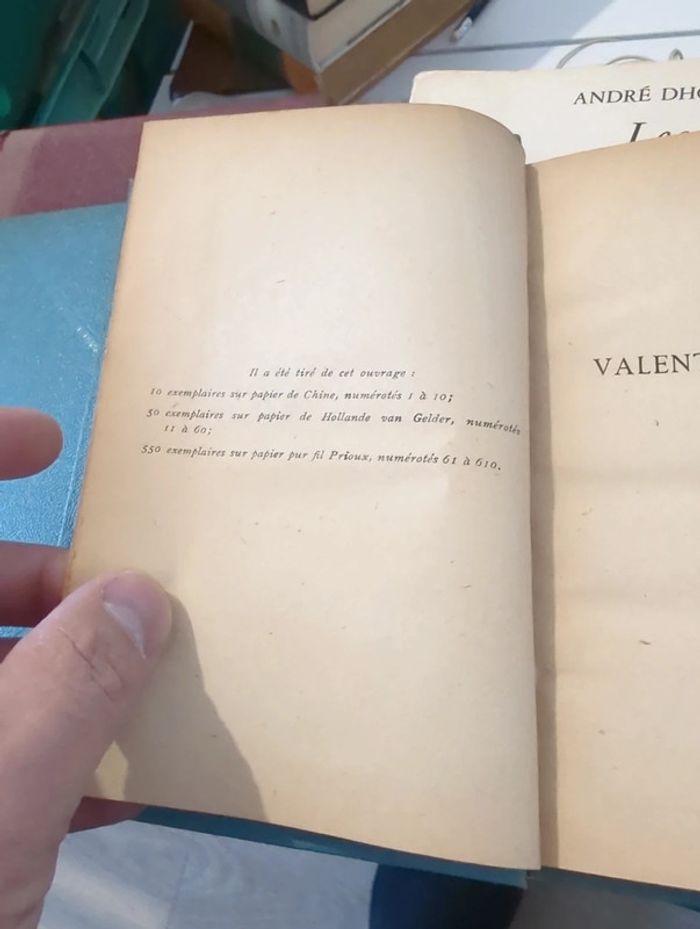 ANDRÉ
Il a été tiré de cet ouvrage :
10 exemplaires sur papier de Chine, numérotés 1 à 10;
50 exemplaires sur papier de Hollande van Gelder, numérotés
11 à 60;
550 exemplaires sur papier pur fil Prioux, numérotés 61 à 610.
VALENT